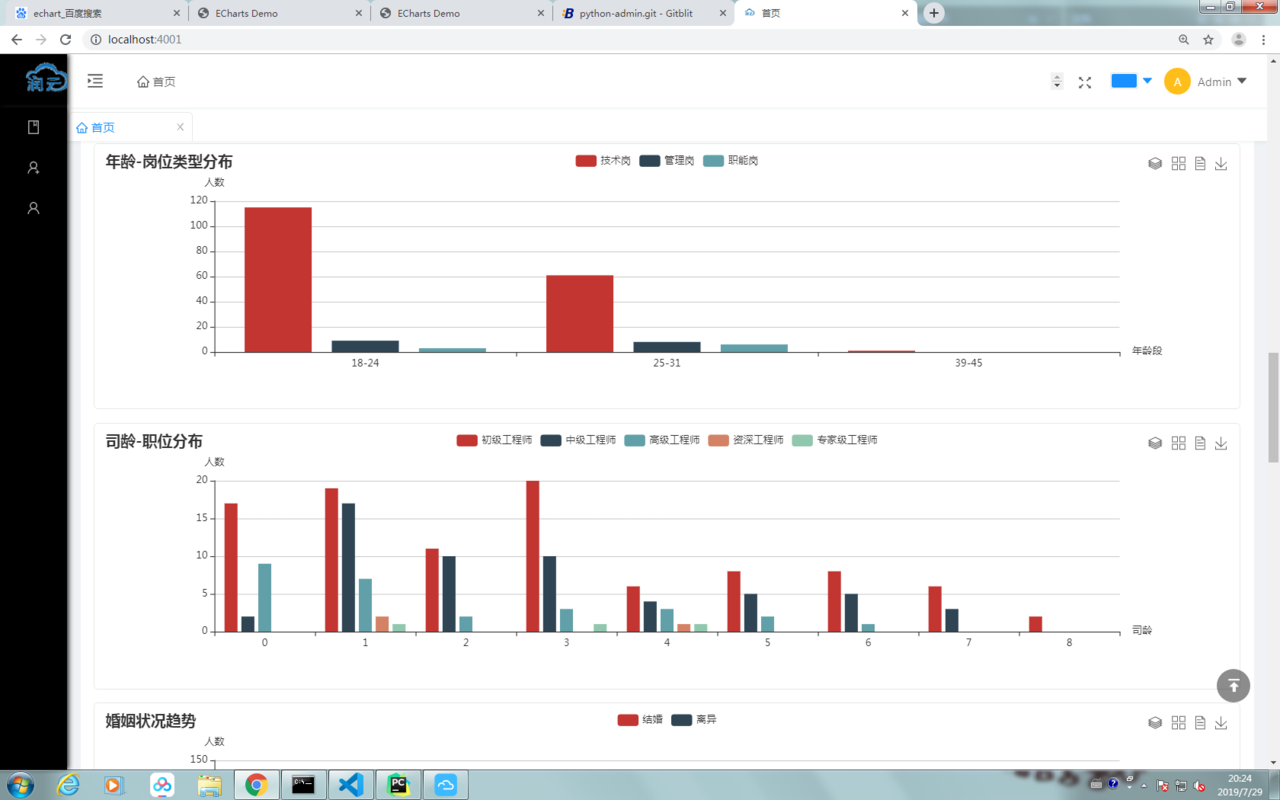 echart_百度搜索
ECharts Demo
ECharts Demo
python-admin.git - Gitblit
首页
localhost:4001
润云
首页
A
Admin
首页
年龄-岗位类型分布
技术岗 管理岗 职能岗
人数
120
100
80
60
40
20
0
18-24 25-31 39-45
年龄段
司龄-职位分布
初级工程师 中级工程师 高级工程师 资深工程师 专家级工程师
人数
20
15
10
5
0
0 1 2 3 4 5 6 7 8
司龄
婚姻状况趋势
结婚 离异
人数
150
20:24
2019/7/29